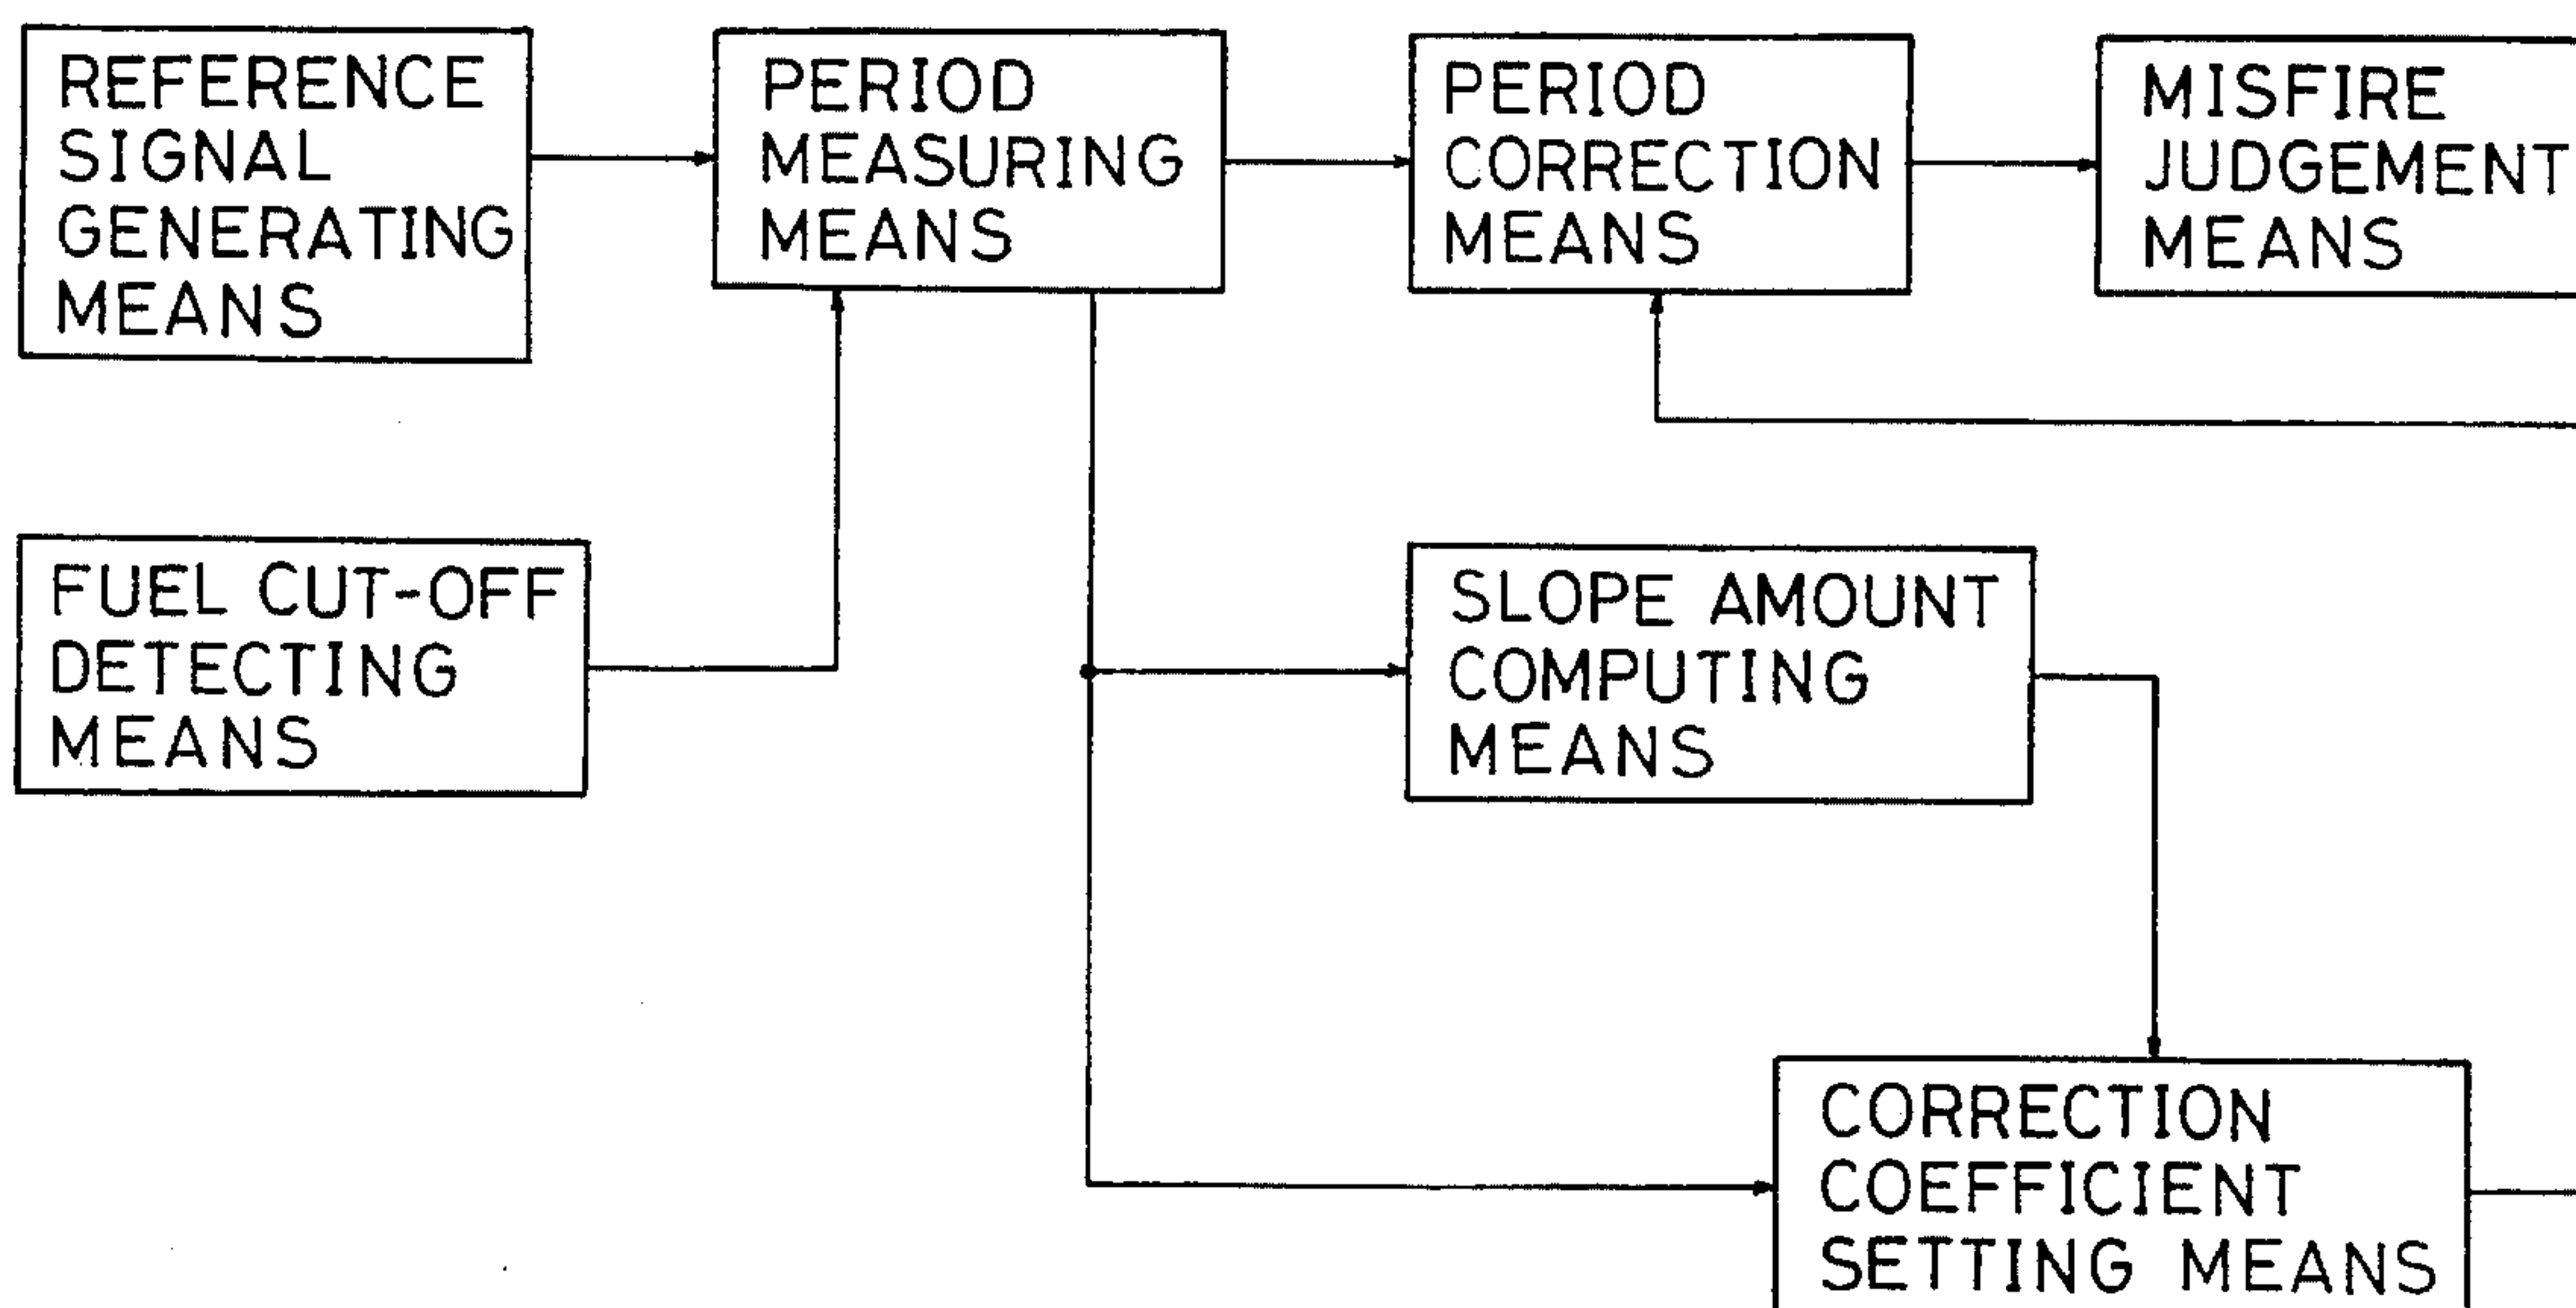 REFERENCE
SIGNAL
GENERATING
MEANS
PERIOD
MEASURING
MEANS
PERIOD
CORRECTION
MEANS
MISFIRE
JUDGEMENT
MEANS
FUEL CUT-OFF
DETECTING
MEANS
SLOPE AMOUNT
COMPUTING
MEANS
CORRECTION
COEFFICIENT
SETTING MEANS